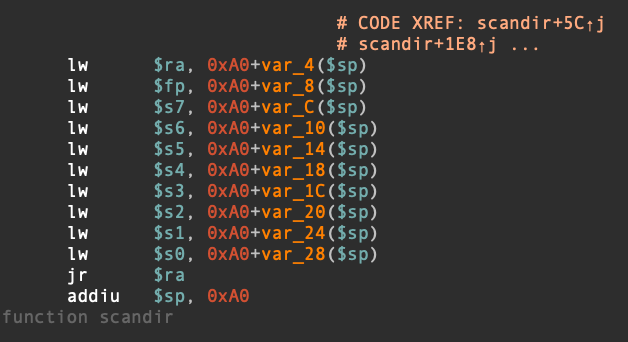 # CODE XREF: scandir+5C↑j
# scandir+1E8↑j ...
lw $ra, 0xA0+var_4($sp)
lw $fp, 0xA0+var_8($sp)
lw $s7, 0xA0+var_C($sp)
lw $s6, 0xA0+var_10($sp)
lw $s5, 0xA0+var_14($sp)
lw $s4, 0xA0+var_18($sp)
lw $s3, 0xA0+var_1C($sp)
lw $s2, 0xA0+var_20($sp)
lw $s1, 0xA0+var_24($sp)
lw $s0, 0xA0+var_28($sp)
jr $ra
addiu $sp, 0xA0
function scandir